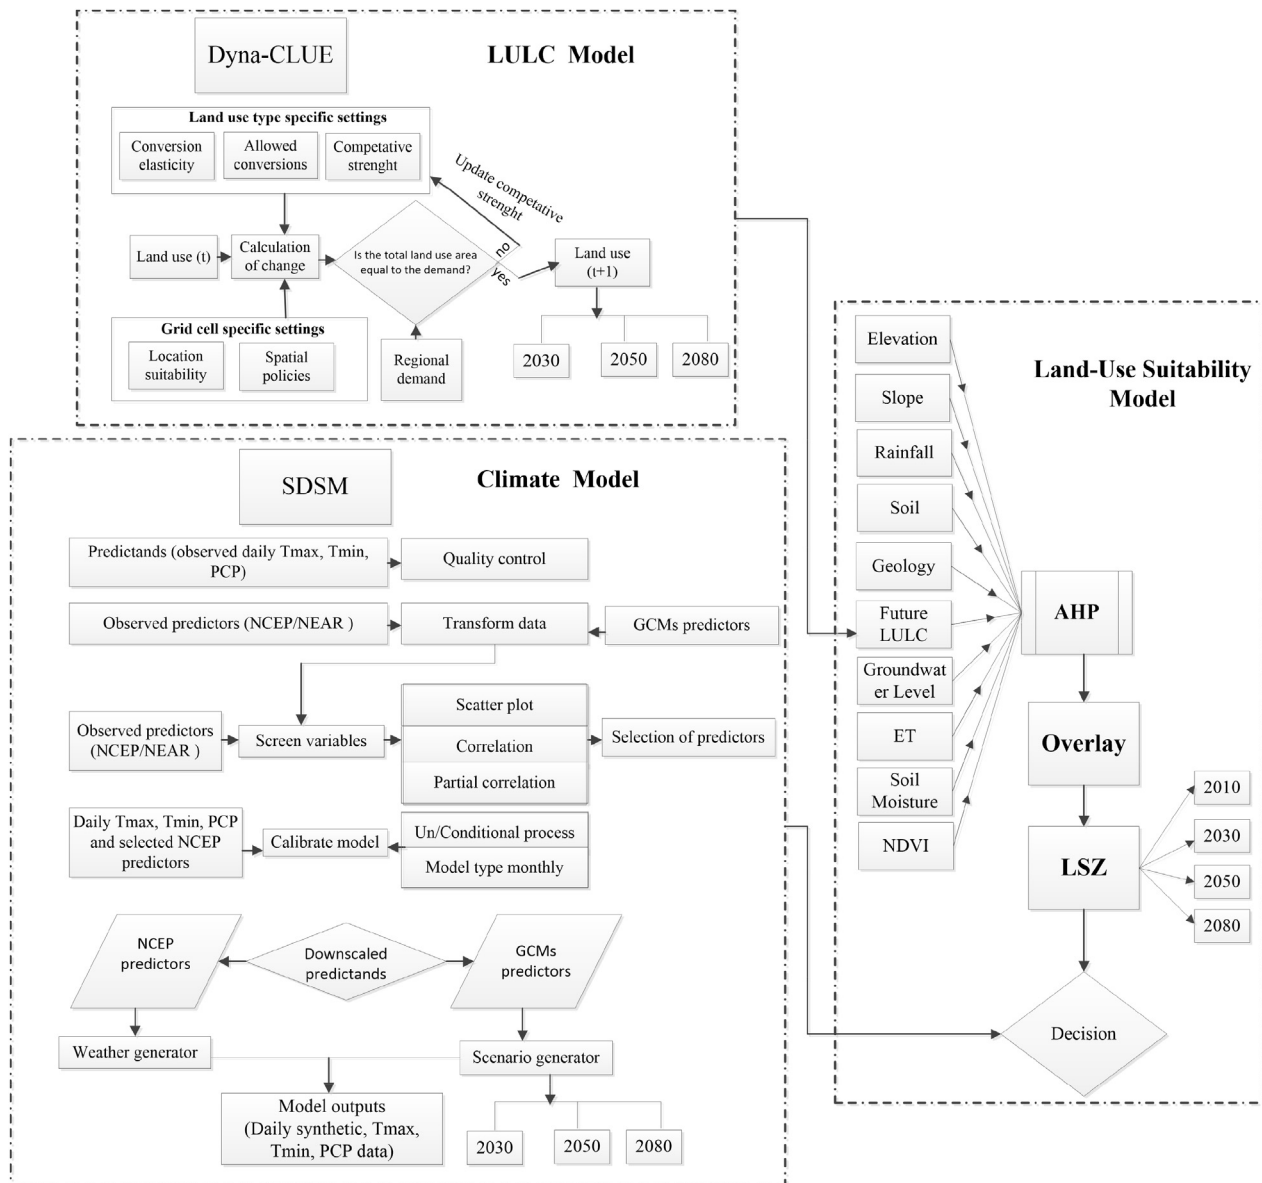 Dyna-CLUE
LULC Model
Land use type specific settings
Conversion
elasticity
Allowed
conversions
Competative
strenght
Update competative
strenght
Land use (t)
Calculation
of change
Is the total land use area
equal to the demand?
no
yes
Land use
(t+1)
Grid cell specific settings
Location
suitability
Spatial
policies
Regional
demand
2030
2050
2080
SDSM
Climate Model
Predictands (observed daily Tmax, Tmin,
PCP)
Quality control
Observed predictors (NCEP/NEAR )
Transform data
GCMs predictors
Observed predictors
(NCEP/NEAR )
Screen variables
Scatter plot
Correlation
Partial correlation
Selection of predictors
Daily Tmax, Tmin, PCP
and selected NCEP
predictors
Calibrate model
Un/Conditional process
Model type monthly
NCEP
predictors
Downscaled
predictands
GCMs
predictors
Weather generator
Scenario generator
Model outputs
(Daily synthetic, Tmax,
Tmin, PCP data)
2030
2050
2080
Land-Use Suitability
Model
Elevation
Slope
Rainfall
Soil
Geology
Future
LULC
Groundwat
er Level
ET
Soil
Moisture
NDVI
AHP
Overlay
LSZ
2010
2030
2050
2080
Decision